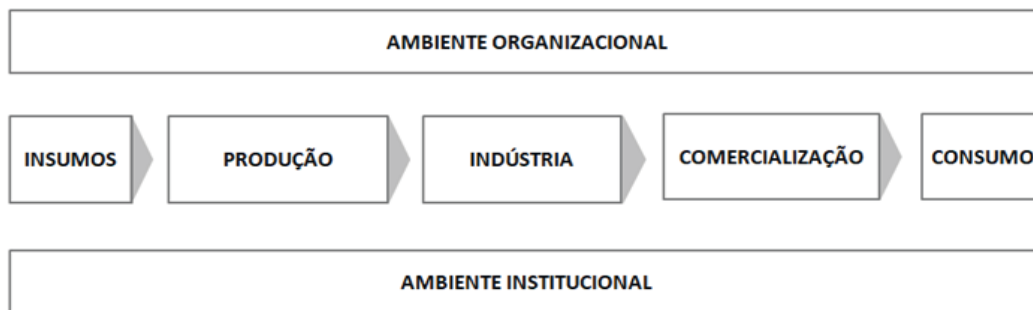 AMBIENTE ORGANIZACIONAL
INSUMOS
PRODUÇÃO
INDÚSTRIA
COMERCIALIZAÇÃO
CONSUMO
AMBIENTE INSTITUCIONAL